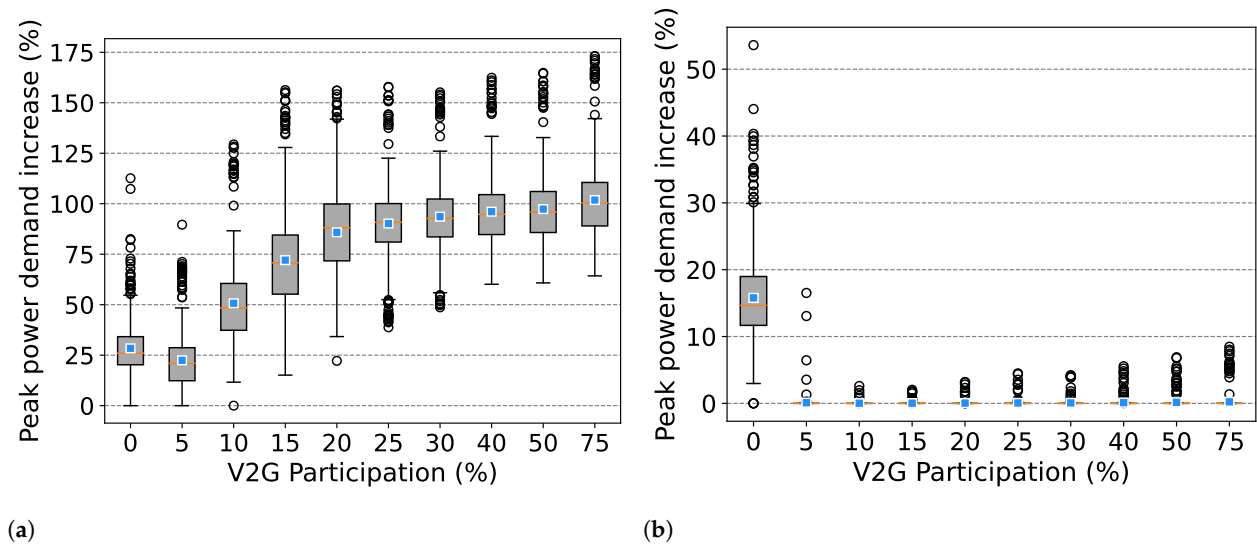 Peak power demand increase (%)
175
150
125
100
75
50
25
0
0 5 10 15 20 25 30 40 50 75
V2G Participation (%)
(a)
Peak power demand increase (%)
50
40
30
20
10
0
0 5 10 15 20 25 30 40 50 75
V2G Participation (%)
(b)